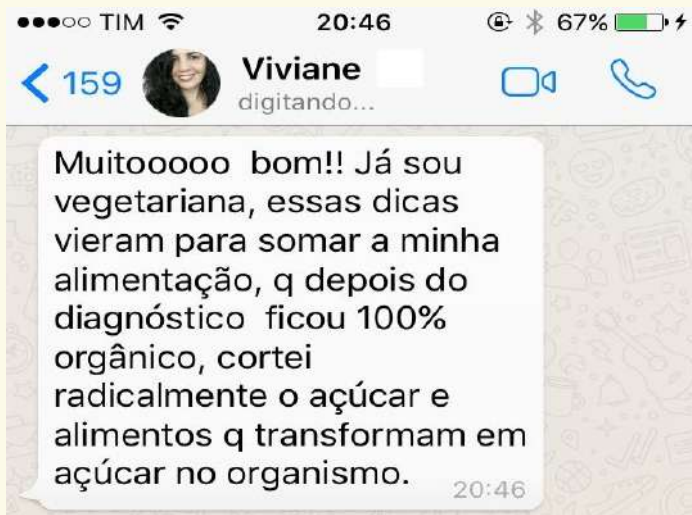 TIM 20:46 67%
159 Viviane
digitando...
Muitooooo bom!! Já sou
vegetariana, essas dicas
vieram para somar a minha
alimentação, q depois do
diagnóstico ficou 100%
orgânico, cortei
radicalmente o açúcar e
alimentos q transformam em
açúcar no organismo.
20:46